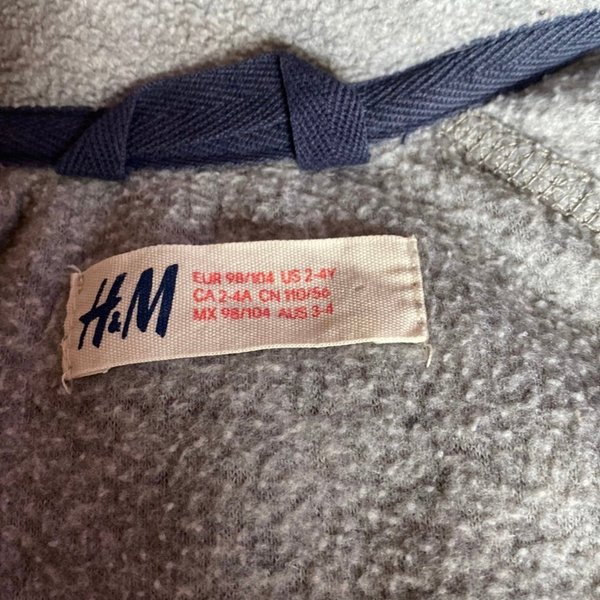 H&M
EUR 98/104 US 2-4Y
CA 2-4A CN 110/56
MX 98/104 AUS 3-4